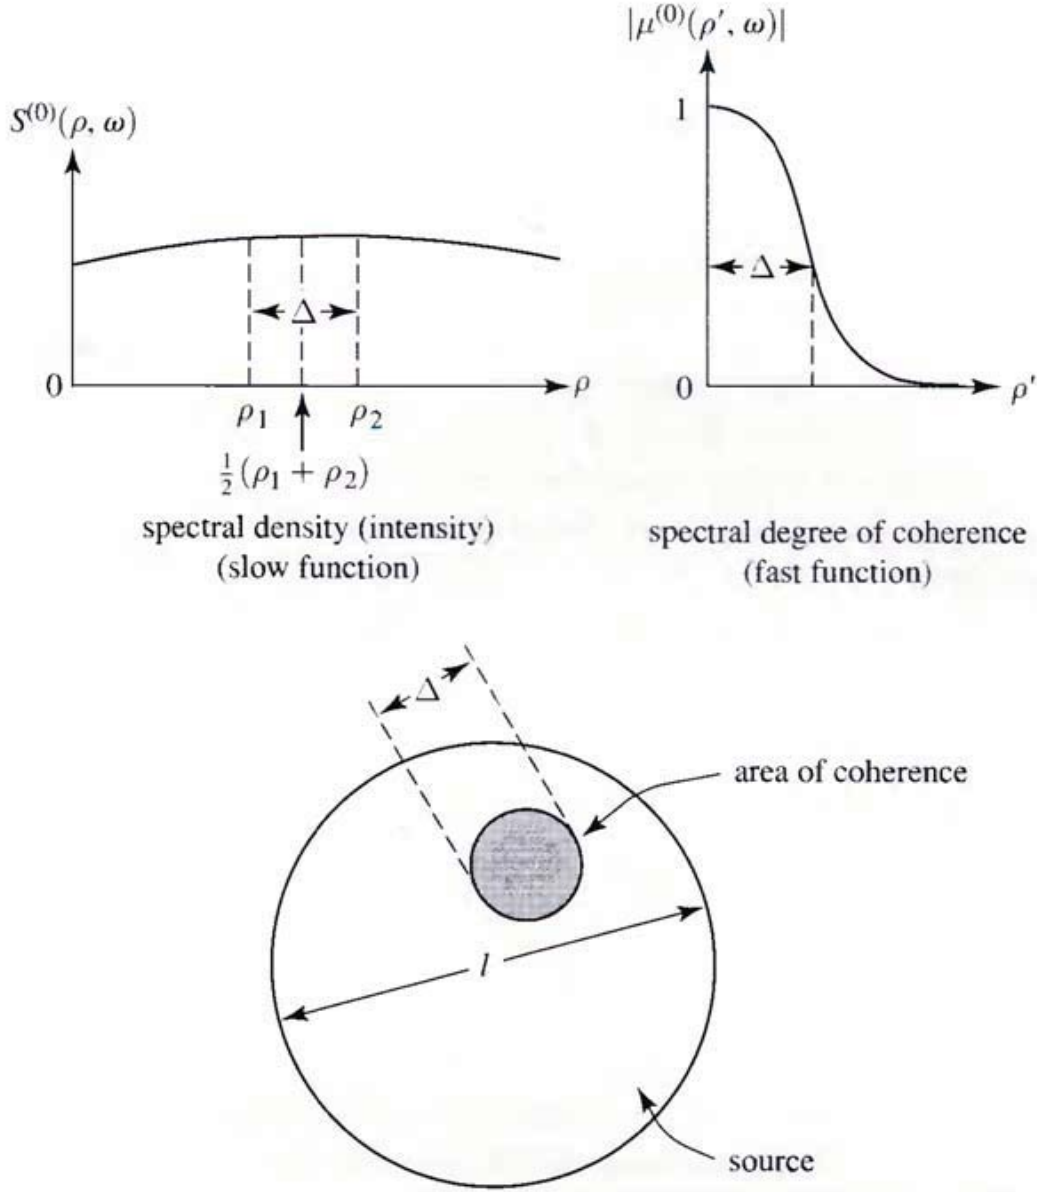 S⁽⁰⁾(ρ, ω)
Δ
0
ρ
ρ₁
ρ₂
½(ρ₁ + ρ₂)
spectral density (intensity)
(slow function)
|μ⁽⁰⁾(ρ′, ω)|
1
Δ
0
ρ′
spectral degree of coherence
(fast function)
Δ
area of coherence
l
source